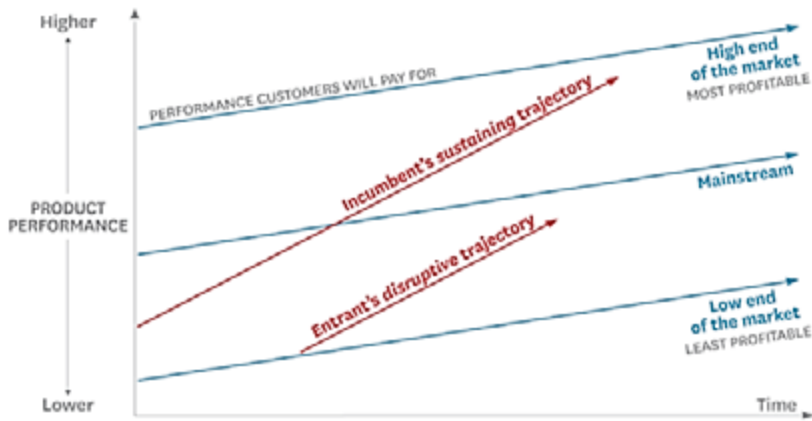 Higher
PERFORMANCE CUSTOMERS WILL PAY FOR
High end
of the market
MOST PROFITABLE
Incumbent's sustaining trajectory
Mainstream
PRODUCT
PERFORMANCE
Entrant's disruptive trajectory
Low end
of the market
LEAST PROFITABLE
Lower
Time